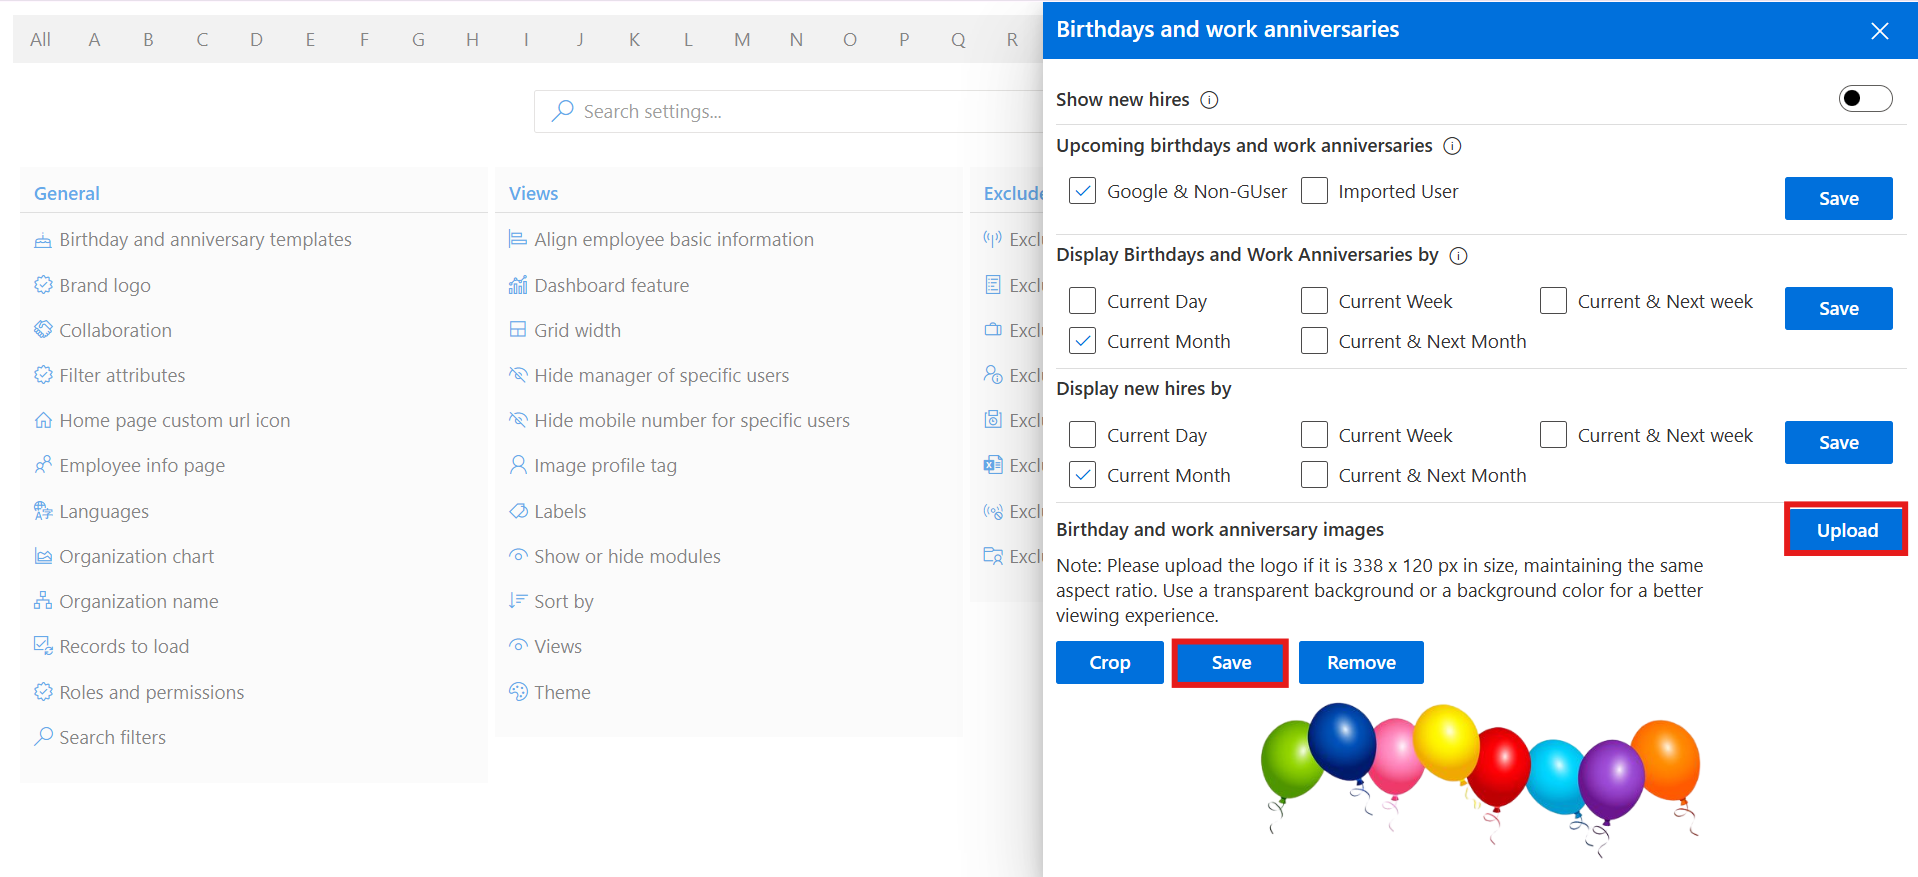 All A B C D E F G H I J K L M N O P Q R
Search settings...
General
Birthday and anniversary templates
Brand logo
Collaboration
Filter attributes
Home page custom url icon
Employee info page
Languages
Organization chart
Organization name
Records to load
Roles and permissions
Search filters
Views
Align employee basic information
Dashboard feature
Grid width
Hide manager of specific users
Hide mobile number for specific users
Image profile tag
Labels
Show or hide modules
Sort by
Views
Theme
Exclude
Excl
Excl
Excl
Excl
Excl
Excl
Excl
Excl
Birthdays and work anniversaries
Show new hires
Upcoming birthdays and work anniversaries
Google & Non-GUser Imported User
Save
Display Birthdays and Work Anniversaries by
Current Day Current Week Current & Next week
Save
Current Month Current & Next Month
Display new hires by
Current Day Current Week Current & Next week
Save
Current Month Current & Next Month
Birthday and work anniversary images
Upload
Note: Please upload the logo if it is 338 x 120 px in size, maintaining the same
aspect ratio. Use a transparent background or a background color for a better
viewing experience.
Crop Save Remove